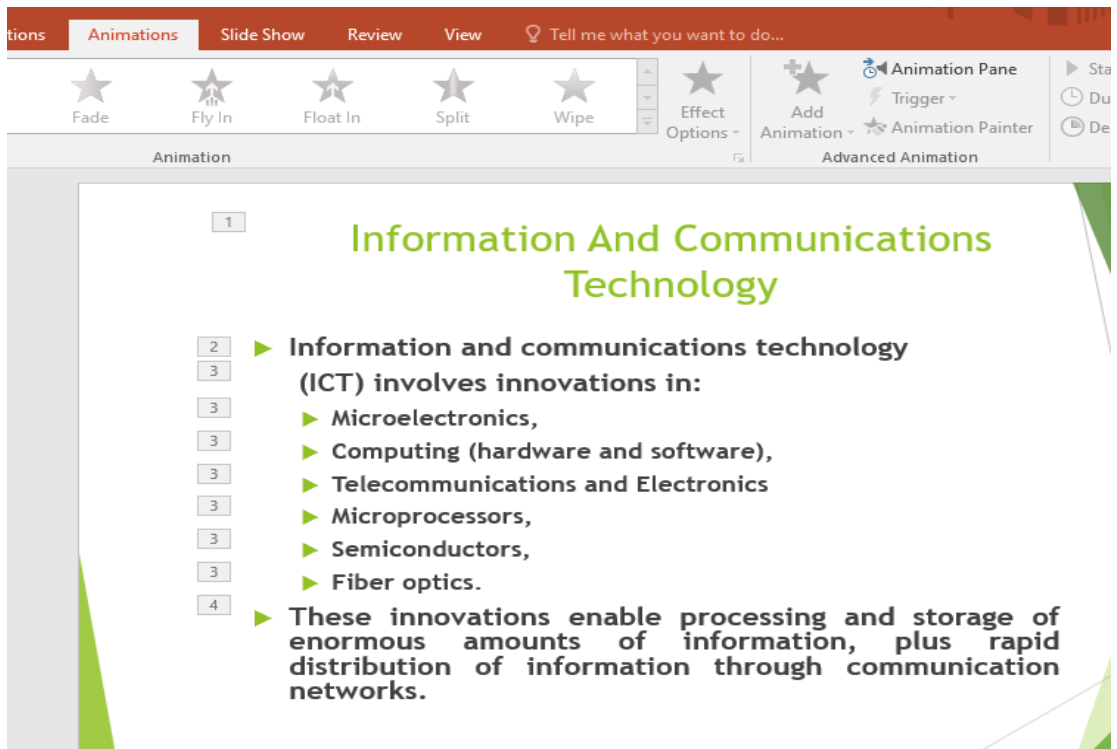 tions Animations Slide Show Review View Tell me what you want to do...
Fade Fly In Float In Split Wipe Effect Options Add Animation Animation Pane Sta
Trigger Du
Animation Painter De
Animation Advanced Animation
1
Information And Communications
Technology
2 ► Information and communications technology
3 (ICT) involves innovations in:
3 ► Microelectronics,
3 ► Computing (hardware and software),
3 ► Telecommunications and Electronics
3 ► Microprocessors,
3 ► Semiconductors,
3 ► Fiber optics.
4 ► These innovations enable processing and storage of
enormous amounts of information, plus rapid
distribution of information through communication
networks.